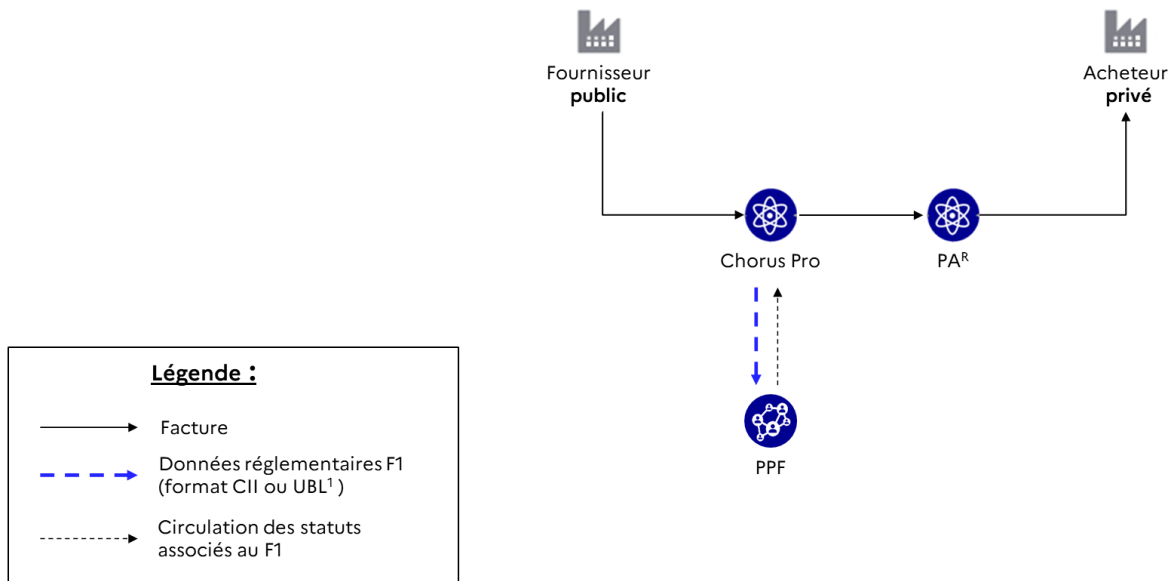 Fournisseur
public
Acheteur
privé
Chorus Pro
PAᴿ
PPF
Légende :
Facture
Données réglementaires F1
(format CII ou UBL¹ )
Circulation des statuts
associés au F1